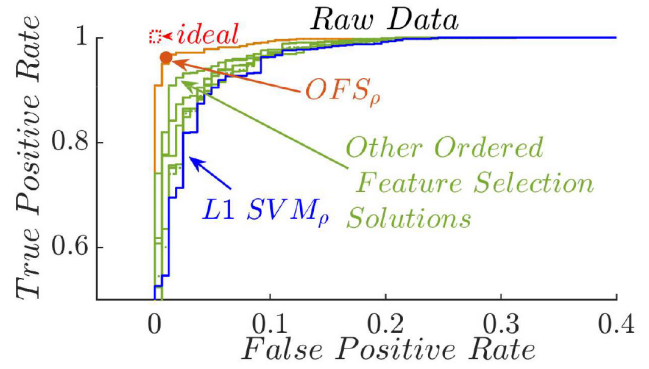 Raw Data
ideal
OFSρ
Other Ordered
Feature Selection
Solutions
L1 SVMρ
True Positive Rate
1
0.8
0.6
0
0.1
0.2
0.3
0.4
False Positive Rate